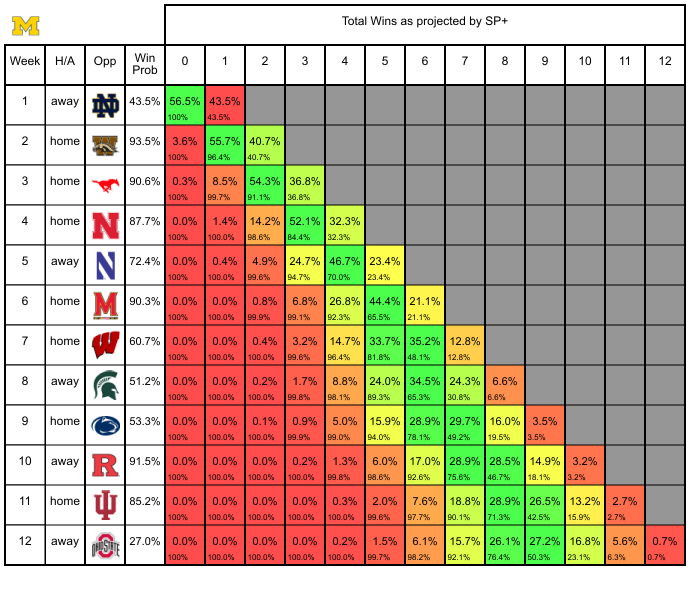 M
Total Wins as projected by SP+
Week H/A Opp Win Prob 0 1 2 3 4 5 6 7 8 9 10 11 12
1 away ND 43.5% 56.5% 43.5%
100% 43.5%
2 home W 93.5% 3.6% 55.7% 40.7%
100% 96.4% 40.7%
3 home 90.6% 0.3% 8.5% 54.3% 36.8%
100% 99.7% 91.1% 36.8%
4 home N 87.7% 0.0% 1.4% 14.2% 52.1% 32.3%
100% 100.0% 98.6% 84.4% 32.3%
5 away N 72.4% 0.0% 0.4% 4.9% 24.7% 46.7% 23.4%
100% 100.0% 99.6% 94.7% 70.0% 23.4%
6 home M 90.3% 0.0% 0.0% 0.8% 6.8% 26.8% 44.4% 21.1%
100% 100.0% 99.9% 99.1% 92.3% 65.5% 21.1%
7 home W 60.7% 0.0% 0.0% 0.4% 3.2% 14.7% 33.7% 35.2% 12.8%
100% 100.0% 100.0% 99.6% 96.4% 81.8% 48.1% 12.8%
8 away 51.2% 0.0% 0.0% 0.2% 1.7% 8.8% 24.0% 34.5% 24.3% 6.6%
100% 100.0% 100.0% 99.8% 98.1% 89.3% 65.3% 30.8% 6.6%
9 home 53.3% 0.0% 0.0% 0.1% 0.9% 5.0% 15.9% 28.9% 29.7% 16.0% 3.5%
100% 100.0% 100.0% 99.9% 99.0% 94.0% 78.1% 49.2% 19.5% 3.5%
10 away R 91.5% 0.0% 0.0% 0.0% 0.2% 1.3% 6.0% 17.0% 28.9% 28.5% 14.9% 3.2%
100% 100.0% 100.0% 100.0% 99.8% 98.6% 92.6% 75.6% 46.7% 18.1% 3.2%
11 home IU 85.2% 0.0% 0.0% 0.0% 0.0% 0.3% 2.0% 7.6% 18.8% 28.9% 26.5% 13.2% 2.7%
100% 100.0% 100.0% 100.0% 100.0% 99.6% 97.7% 90.1% 71.3% 42.5% 15.9% 2.7%
12 away OHIO STATE 27.0% 0.0% 0.0% 0.0% 0.0% 0.2% 1.5% 6.1% 15.7% 26.1% 27.2% 16.8% 5.6% 0.7%
100% 100.0% 100.0% 100.0% 100.0% 99.7% 98.2% 92.1% 76.4% 50.3% 23.1% 6.3% 0.7%